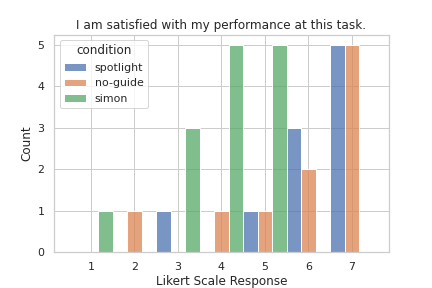 I am satisfied with my performance at this task.
condition
spotlight
no-guide
simon
Count
5
4
3
2
1
0
1 2 3 4 5 6 7
Likert Scale Response